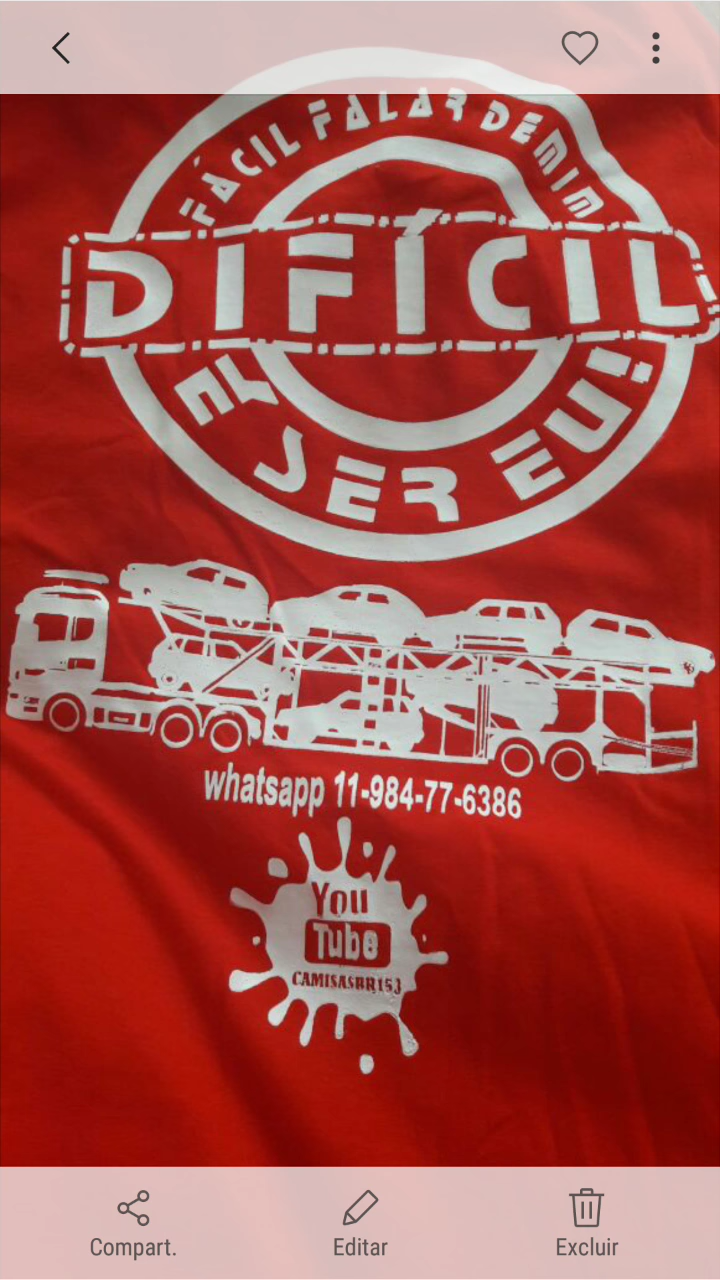 FÁCIL FALAR DE MIM
DIFÍCIL
É SER EU!
whatsapp 11-984-77-6386
You
Tube
CAMISASBR153
Compart.
Editar
Excluir